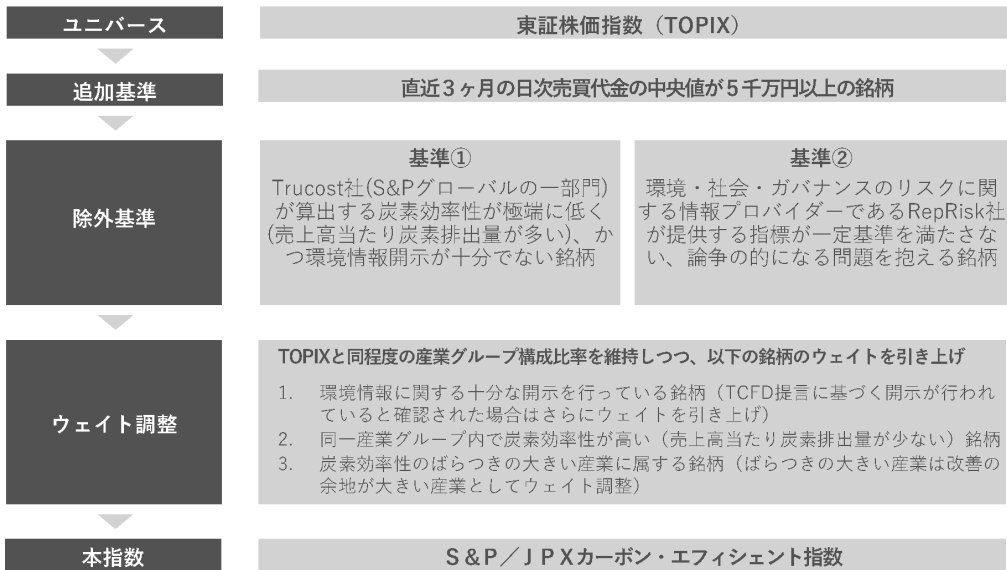 ユニバース
東証株価指数（TOPIX）
追加基準
直近３ヶ月の日次売買代金の中央値が５千万円以上の銘柄
除外基準
基準①
Trucost社(S&Pグローバルの一部門)
が算出する炭素効率性が極端に低く
(売上高当たり炭素排出量が多い)、か
つ環境情報開示が十分でない銘柄
基準②
環境・社会・ガバナンスのリスクに関
する情報プロバイダーであるRepRisk社
が提供する指標が一定基準を満たさな
い、論争の的になる問題を抱える銘柄
ウェイト調整
TOPIXと同程度の産業グループ構成比率を維持しつつ、以下の銘柄のウェイトを引き上げ
1. 環境情報に関する十分な開示を行っている銘柄（TCFD提言に基づく開示が行われ
ていると確認された場合はさらにウェイトを引き上げ）
2. 同一産業グループ内で炭素効率性が高い（売上高当たり炭素排出量が少ない）銘柄
3. 炭素効率性のばらつきの大きい産業に属する銘柄（ばらつきの大きい産業は改善の
余地が大きい産業としてウェイト調整）
本指数
Ｓ＆Ｐ／ＪＰＸカーボン・エフィシェント指数